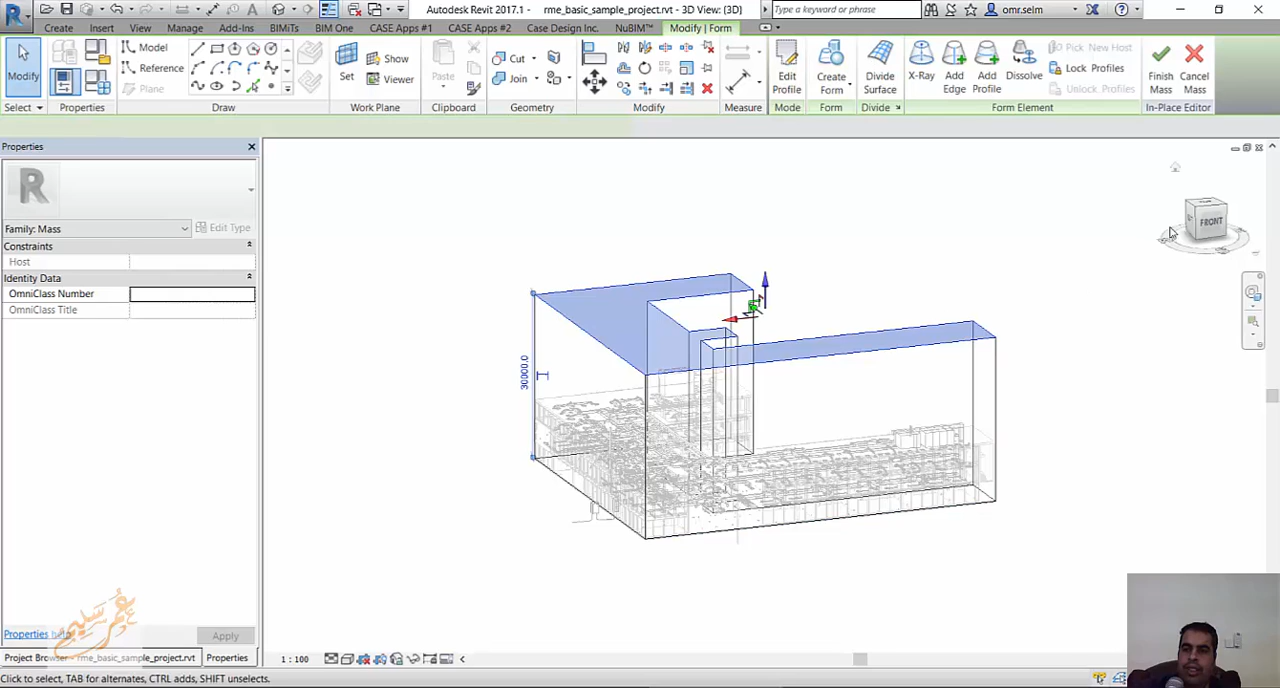 Autodesk Revit 2017.1 - rme_basic_sample_project.rvt - 3D View: {3D}
Type a keyword or phrase
omr.selm
Create Insert View Manage Add-Ins BIMiTs BIM One CASE Apps #1 CASE Apps #2 Case Design Inc. NuBIM™ Modify | Form
Modify
Model
Reference
Plane
Set
Show
Viewer
Paste
Cut
Join
Edit Profile
Create Form
Divide Surface
X-Ray
Add Edge
Add Profile
Dissolve
Pick New Host
Lock Profiles
Unlock Profiles
Finish Mass
Cancel Mass
Select Properties Draw Work Plane Clipboard Geometry Modify Measure Mode Form Divide Form Element In-Place Editor
Properties
R
Family: Mass
Edit Type
Constraints
Host
Identity Data
OmniClass Number
OmniClass Title
FRONT
30000.0
عمر سليم
Properties help
Apply
Project Browser - rme_basic_sample_project.rvt
Properties
1 : 100
Click to select, TAB for alternates, CTRL adds, SHIFT unselects.